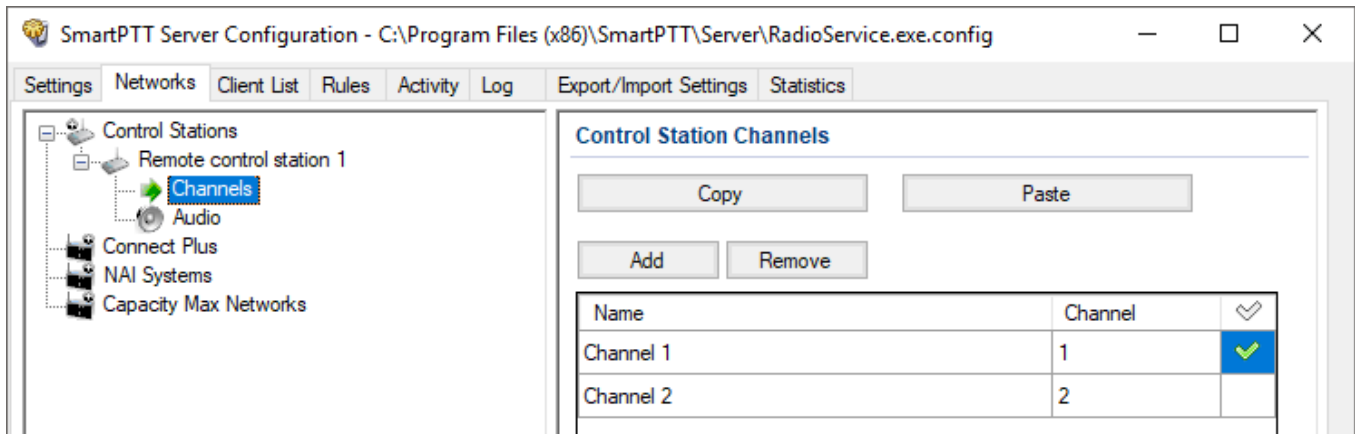 SmartPTT Server Configuration - C:\Program Files (x86)\SmartPTT\Server\RadioService.exe.config
Settings Networks Client List Rules Activity Log Export/Import Settings Statistics
Control Stations
Remote control station 1
Channels
Audio
Connect Plus
NAI Systems
Capacity Max Networks
Control Station Channels
Copy Paste
Add Remove
Name Channel
Channel 1 1
Channel 2 2